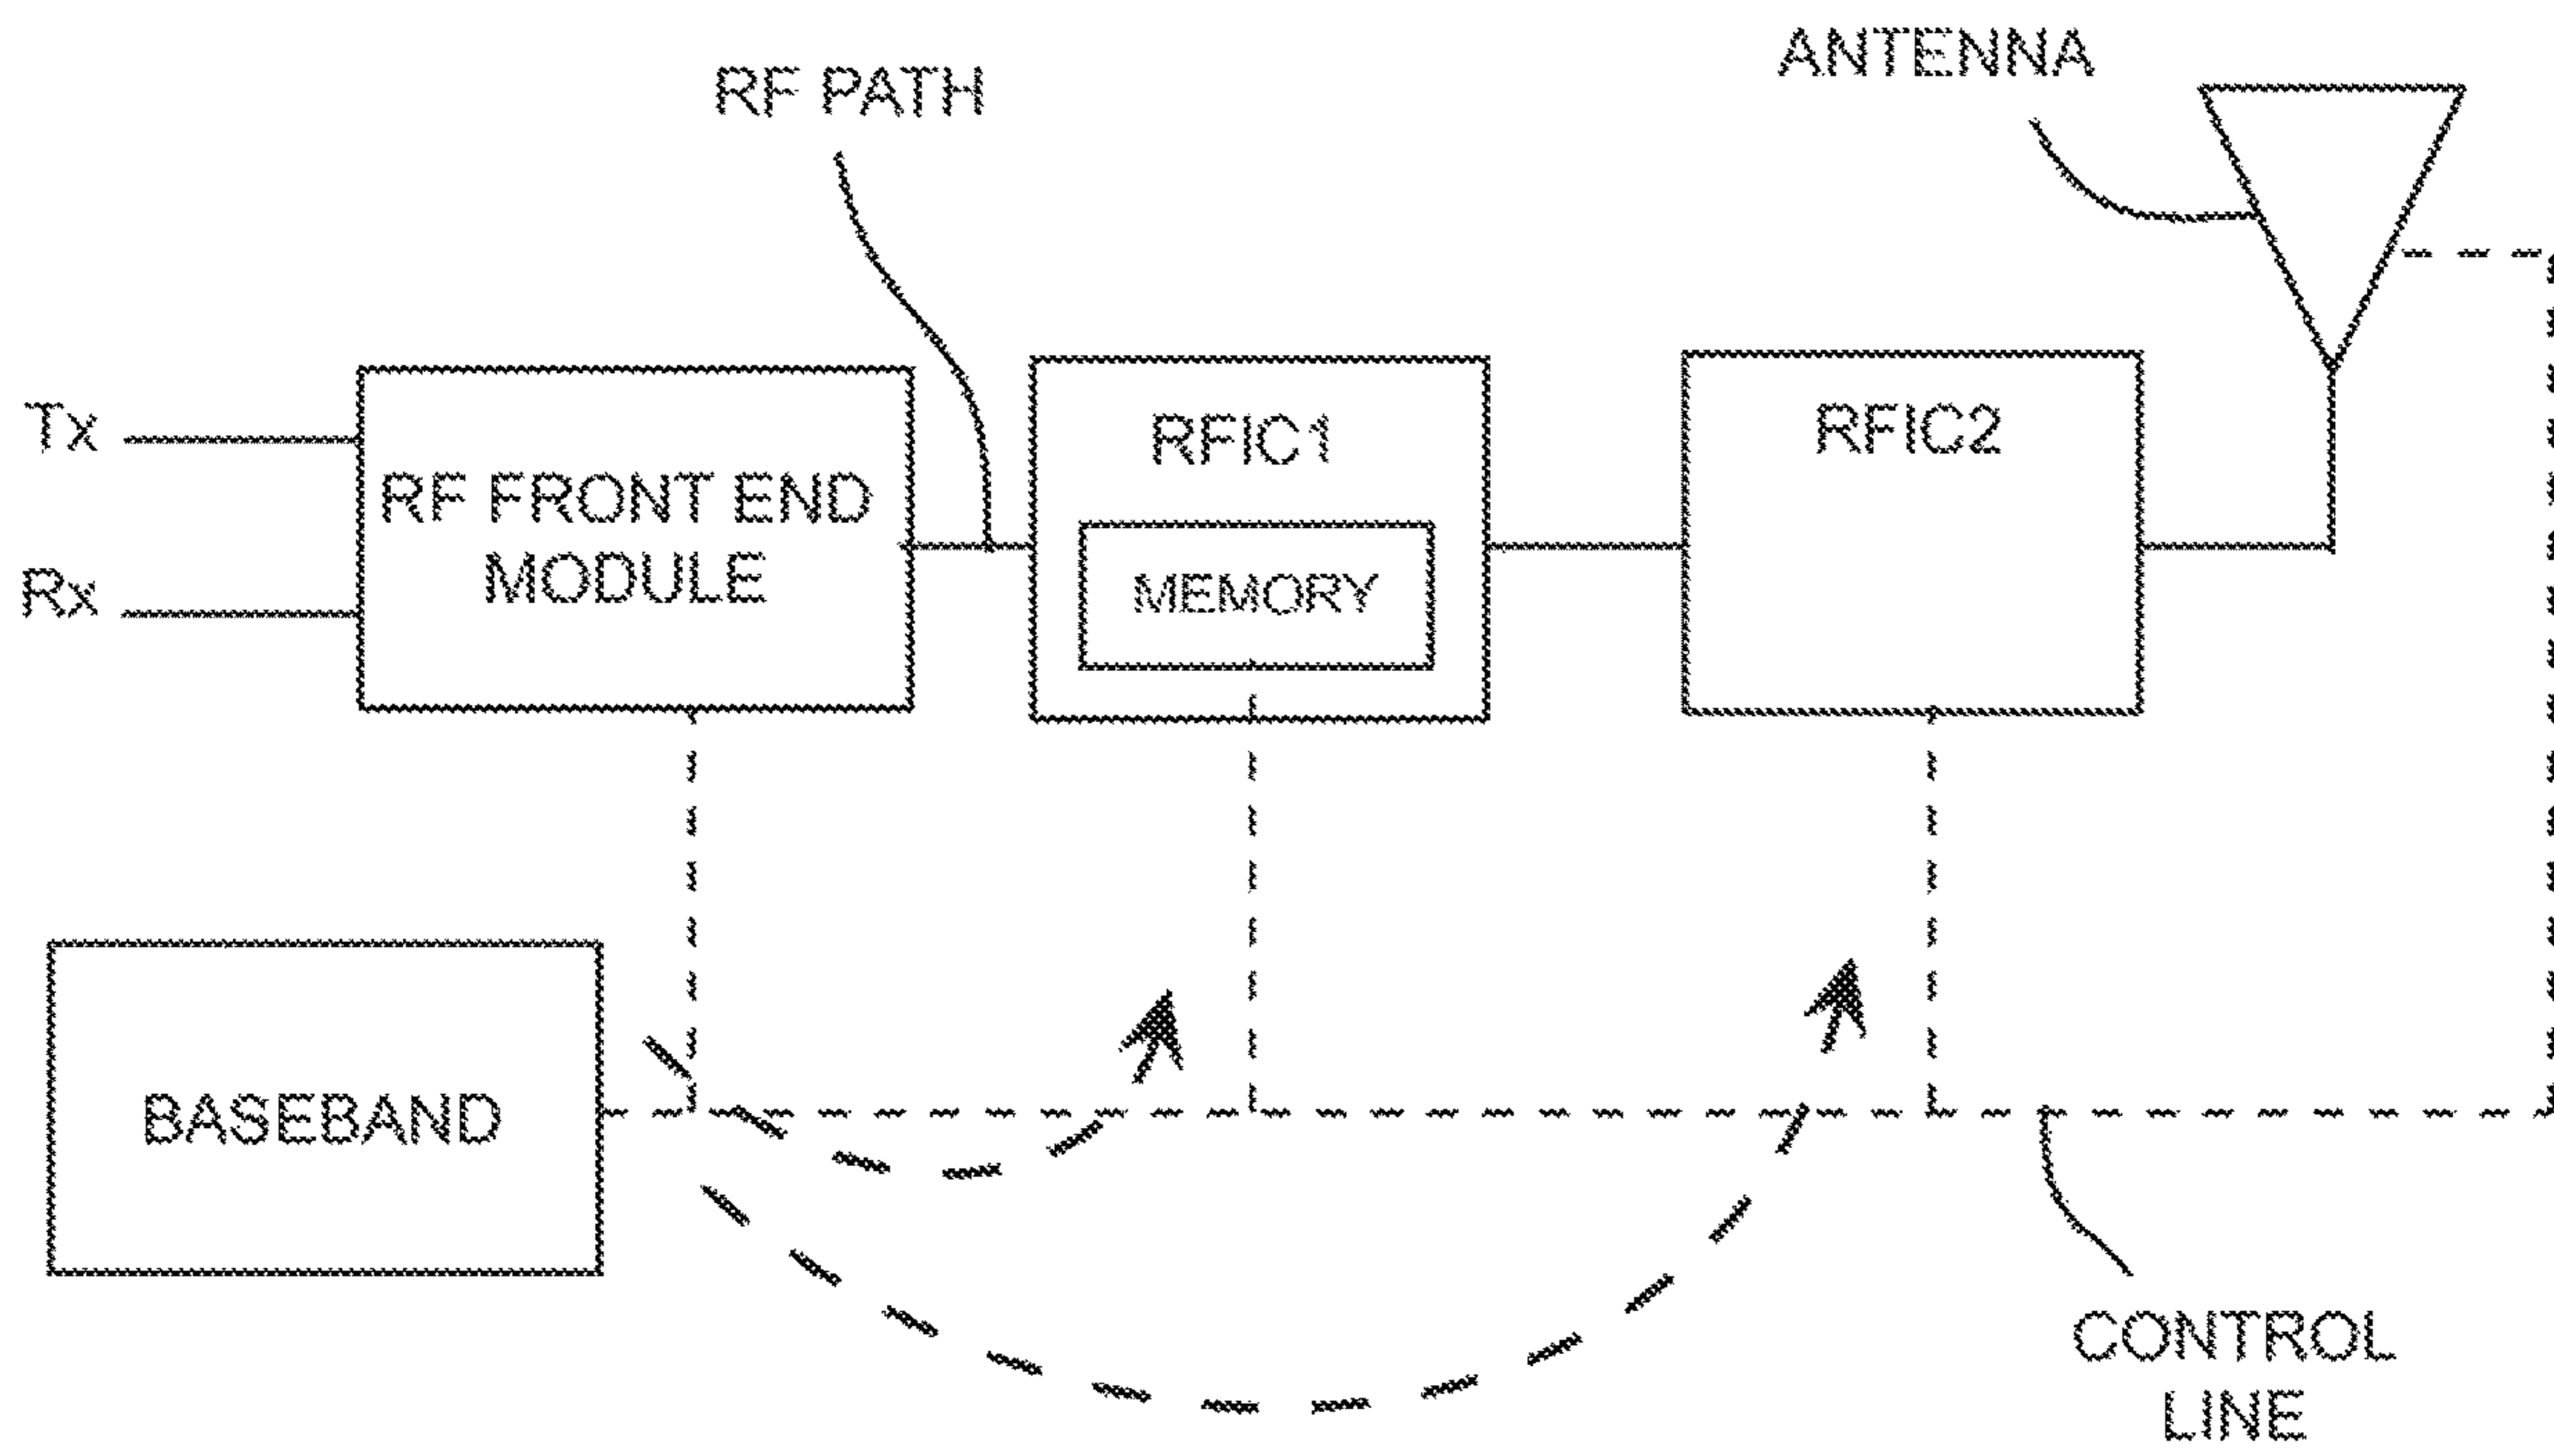 ANTENNA
RF PATH
Tx
RFIC1
RFIC2
RF FRONT END
MODULE
Rx
MEMORY
BASEBAND
CONTROL
LINE